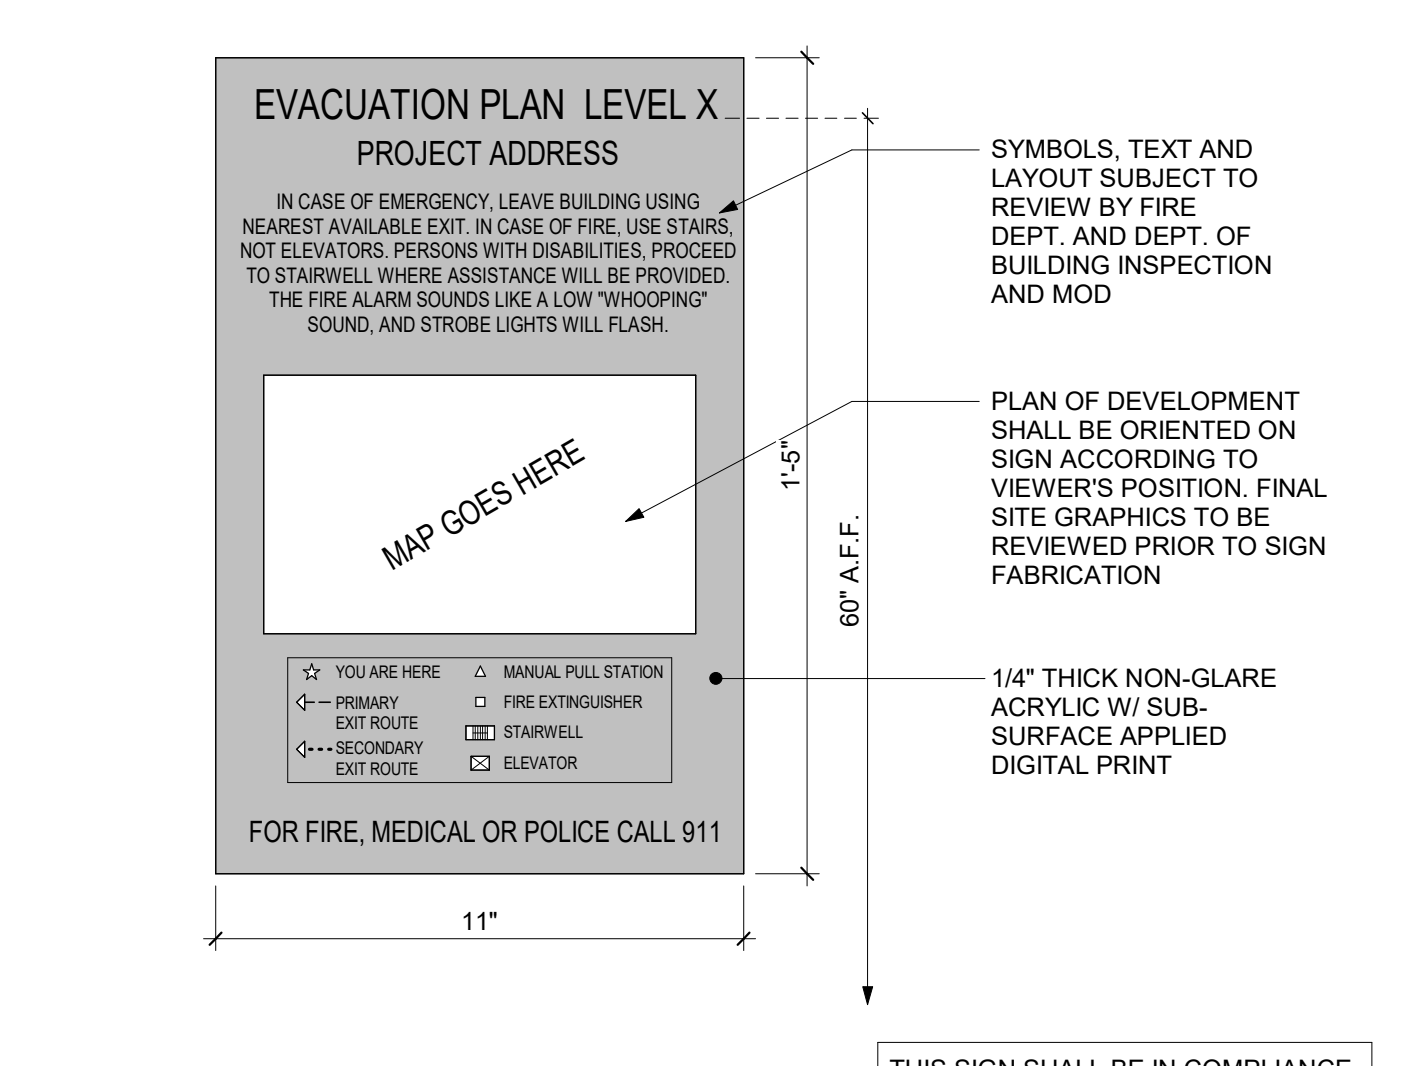 EVACUATION PLAN LEVEL X
PROJECT ADDRESS
IN CASE OF EMERGENCY, LEAVE BUILDING USING
NEAREST AVAILABLE EXIT. IN CASE OF FIRE, USE STAIRS,
NOT ELEVATORS. PERSONS WITH DISABILITIES, PROCEED
TO STAIRWELL WHERE ASSISTANCE WILL BE PROVIDED.
THE FIRE ALARM SOUNDS LIKE A LOW "WHOOPING"
SOUND, AND STROBE LIGHTS WILL FLASH.
MAP GOES HERE
YOU ARE HERE
PRIMARY
EXIT ROUTE
SECONDARY
EXIT ROUTE
MANUAL PULL STATION
FIRE EXTINGUISHER
STAIRWELL
ELEVATOR
FOR FIRE, MEDICAL OR POLICE CALL 911
11"
1'-5"
60" A.F.F.
SYMBOLS, TEXT AND
LAYOUT SUBJECT TO
REVIEW BY FIRE
DEPT. AND DEPT. OF
BUILDING INSPECTION
AND MOD
PLAN OF DEVELOPMENT
SHALL BE ORIENTED ON
SIGN ACCORDING TO
VIEWER'S POSITION. FINAL
SITE GRAPHICS TO BE
REVIEWED PRIOR TO SIGN
FABRICATION
1/4" THICK NON-GLARE
ACRYLIC W/ SUB-
SURFACE APPLIED
DIGITAL PRINT
THIS SIGN SHALL BE IN COMPLIANCE